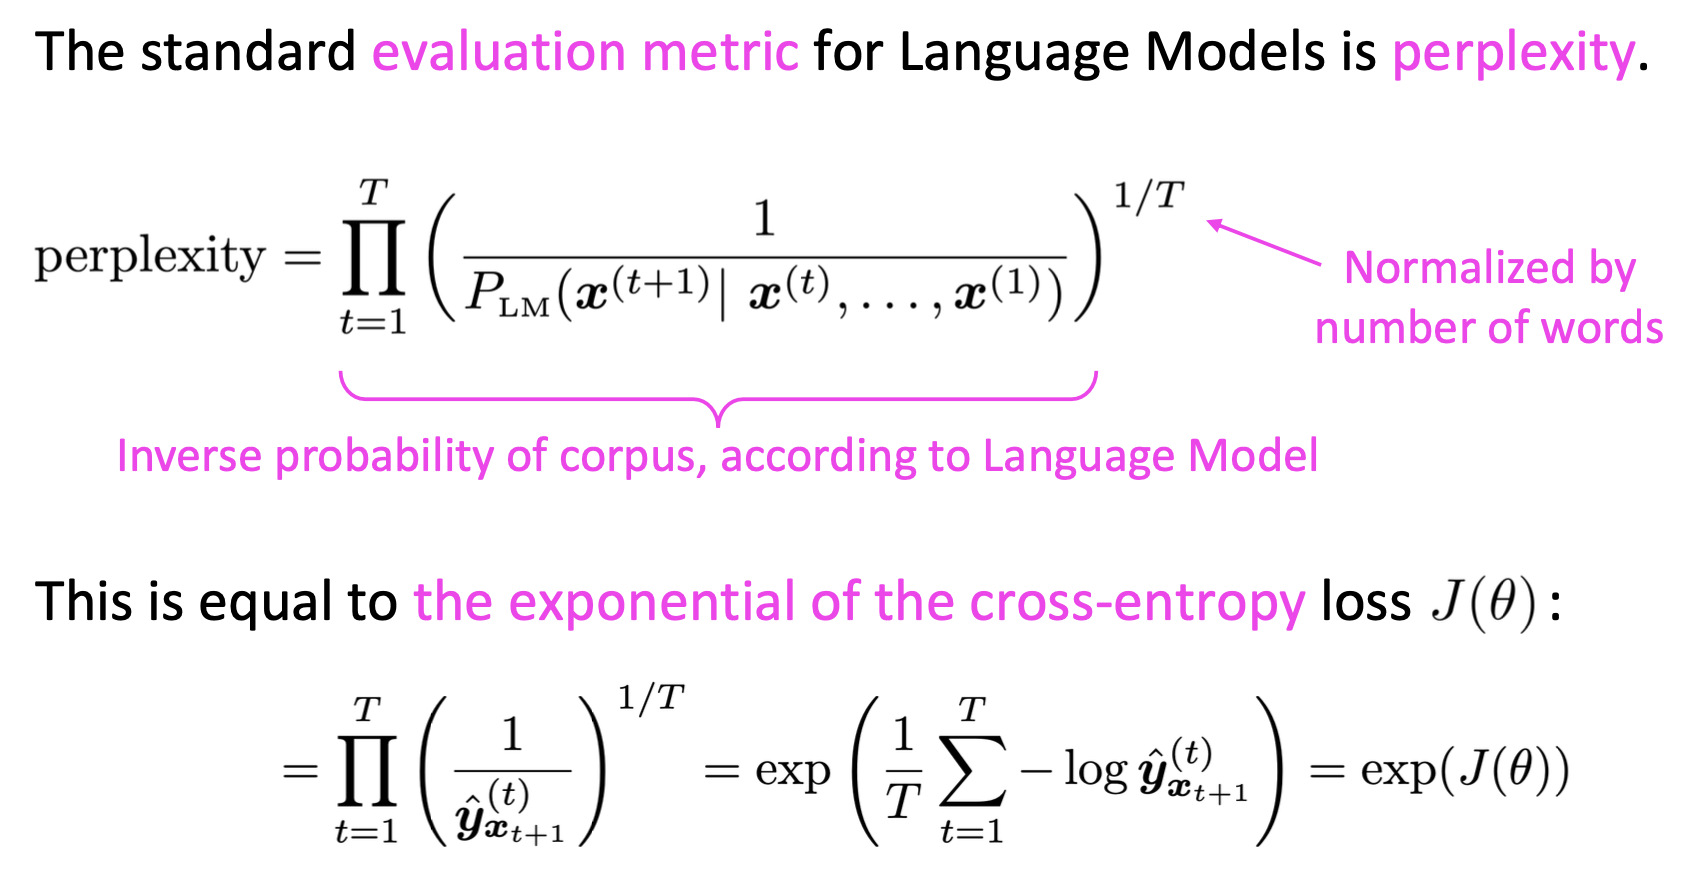 The standard evaluation metric for Language Models is perplexity.
perplexity = \prod_{t=1}^{T} \left( \frac{1}{P_{\mathrm{LM}}(\boldsymbol{x}^{(t+1)} | \boldsymbol{x}^{(t)}, \ldots, \boldsymbol{x}^{(1)})} \right)^{1/T}
Normalized by
number of words
Inverse probability of corpus, according to Language Model
This is equal to the exponential of the cross-entropy loss J(θ) :
= \prod_{t=1}^{T} \left( \frac{1}{\hat{\boldsymbol{y}}^{(t)}_{\boldsymbol{x}_{t+1}}} \right)^{1/T} = \exp \left( \frac{1}{T} \sum_{t=1}^{T} - \log \hat{\boldsymbol{y}}^{(t)}_{\boldsymbol{x}_{t+1}} \right) = \exp(J(\theta))